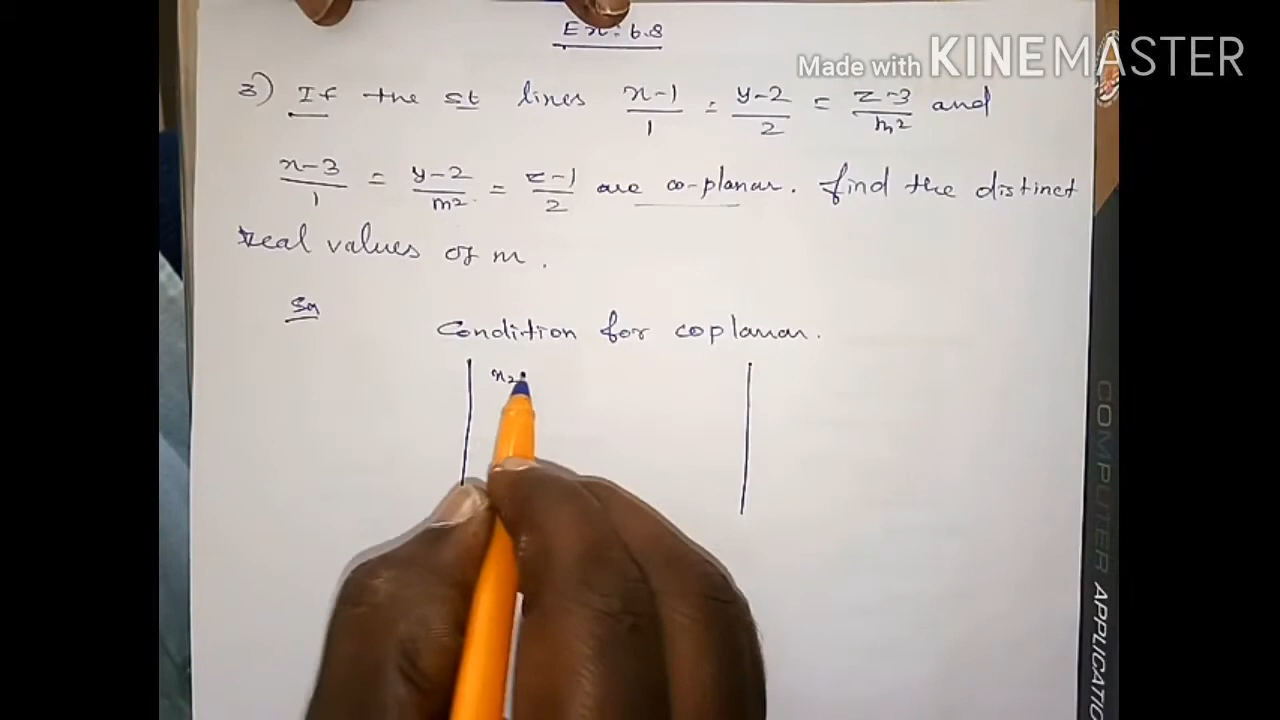 Ex: 6.8
Made with KINEMASTER
3) If the st lines x-1/1 = y-2/2 = z-3/m² and
x-3/1 = y-2/m² = z-1/2 are co-planar. find the distinct
real values of m.
Sn
Condition for coplanar.
x₂
COMPUTER APPLICATIO